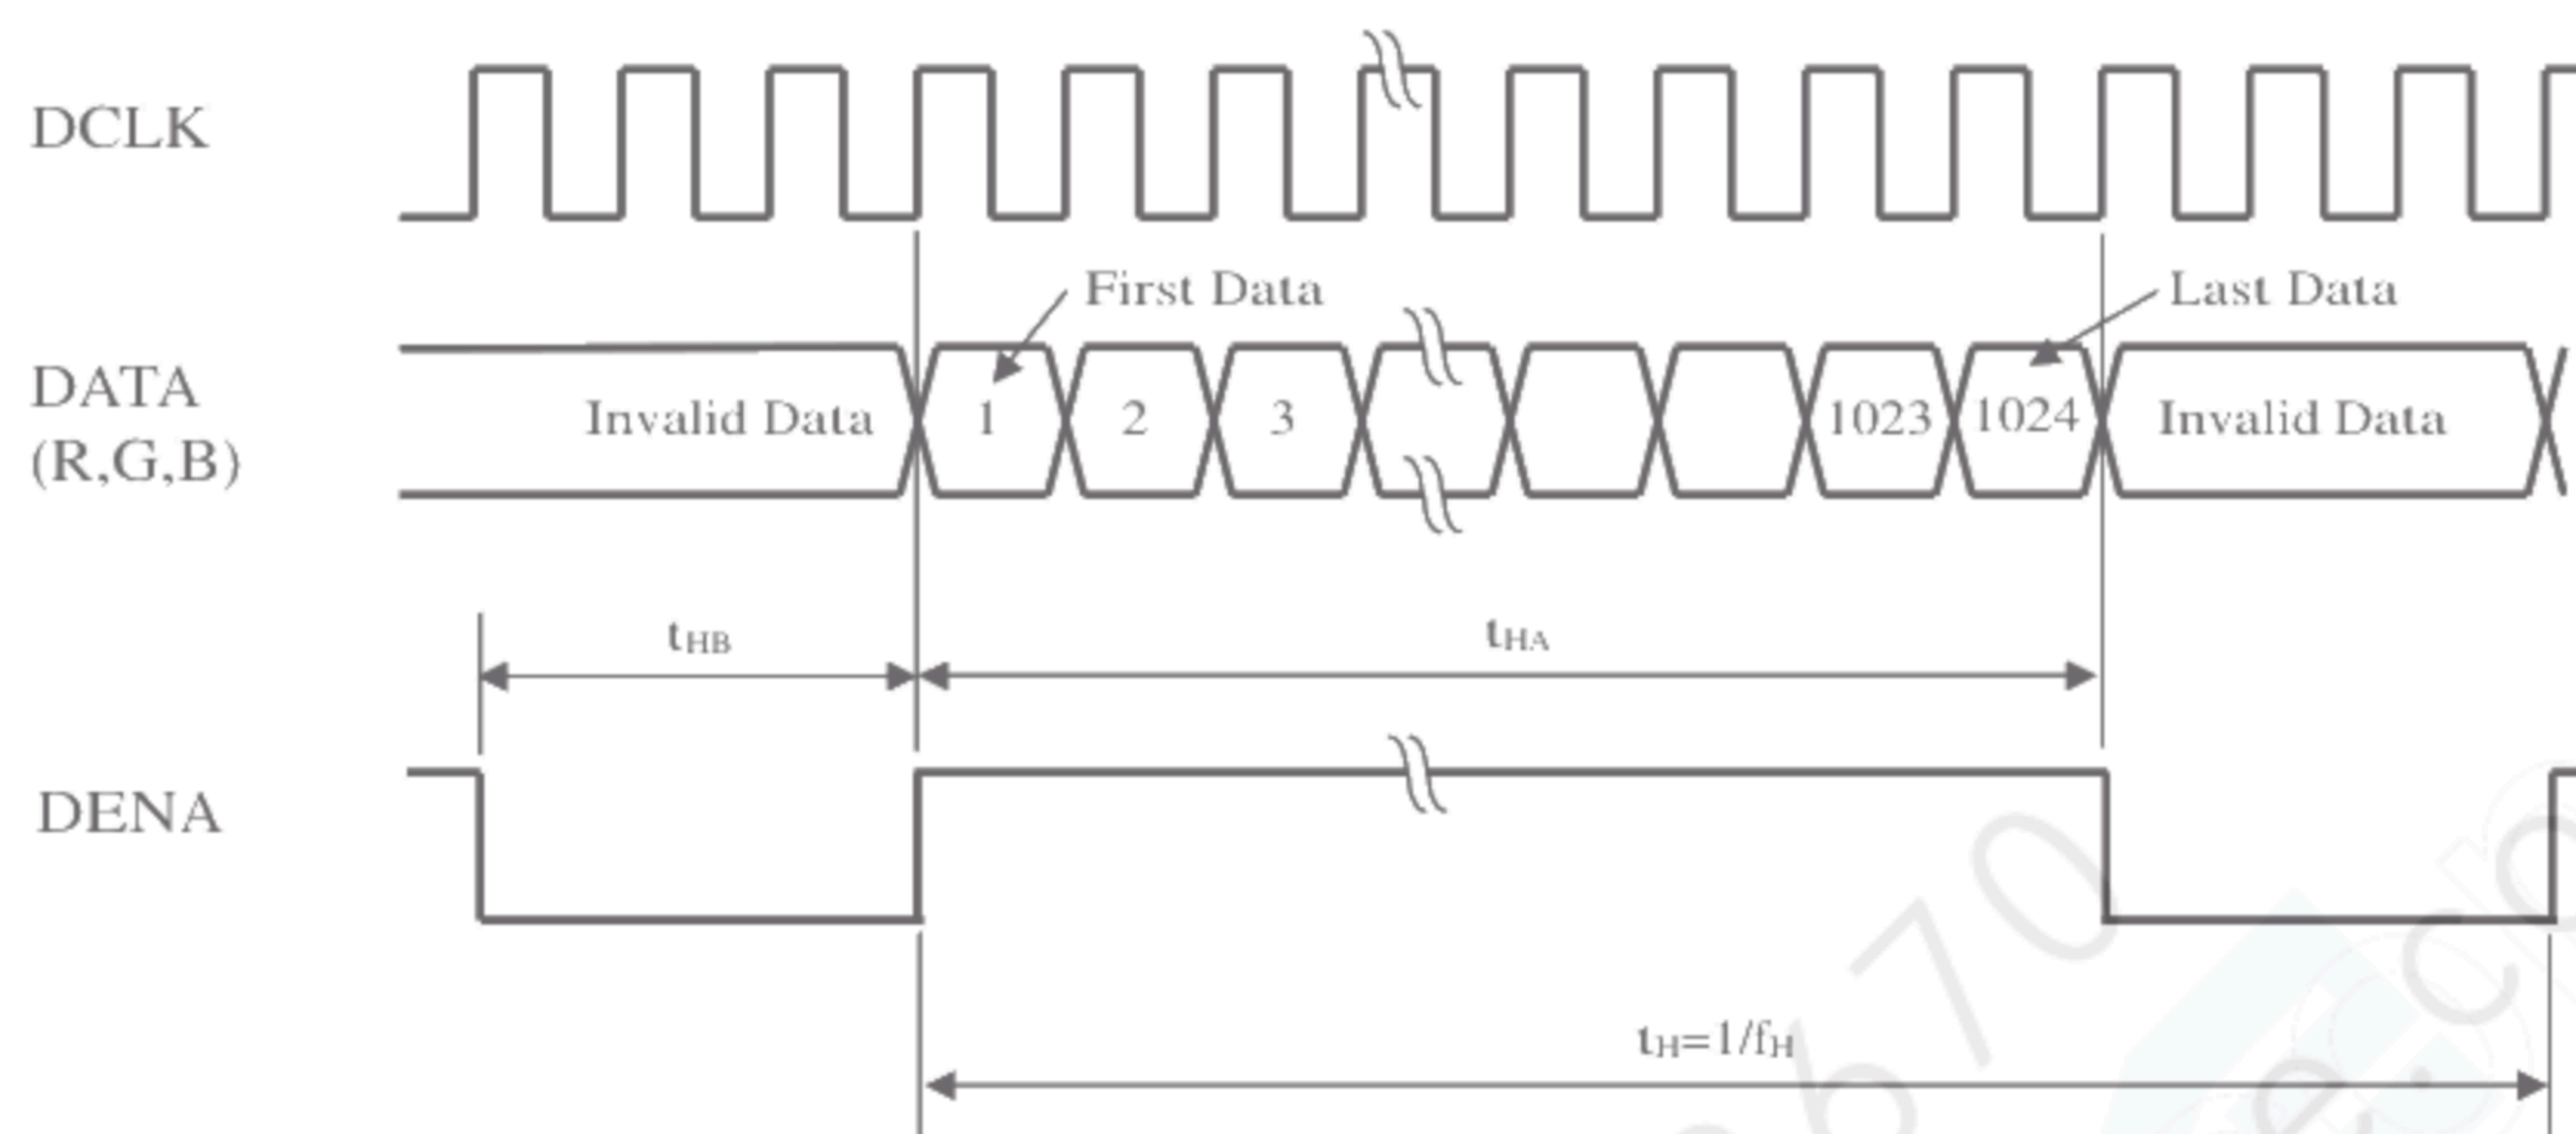 DCLK
First Data
Last Data
DATA
(R,G,B)
Invalid Data
1
2
3
1023
1024
Invalid Data
tHB
tHA
DENA
tH=1/fH
670